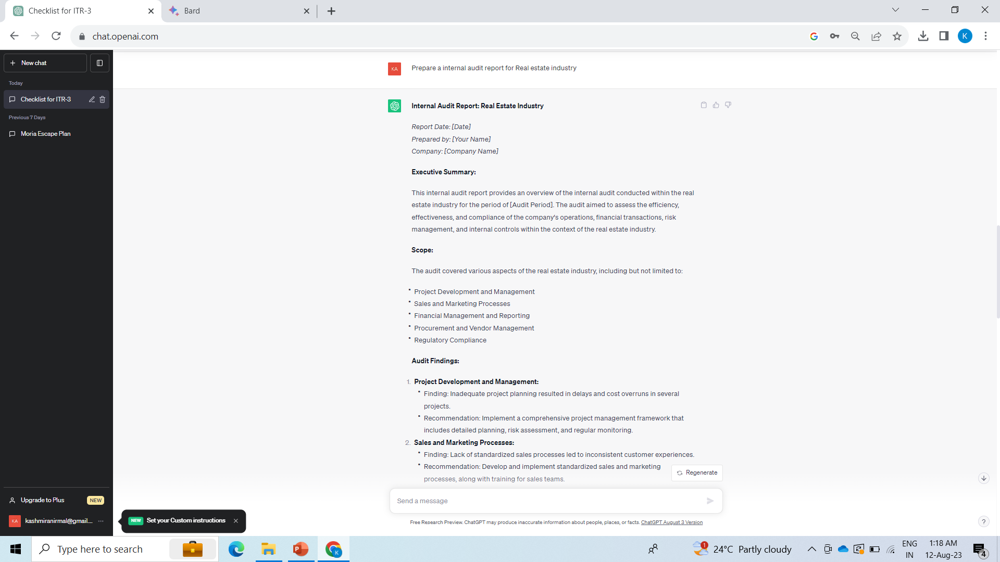 Checklist for ITR-3
Bard
chat.openai.com
K
New chat
Today
Checklist for ITR-3
Previous 7 Days
Moria Escape Plan
KA
Prepare a internal audit report for Real estate industry
Internal Audit Report: Real Estate Industry
Report Date: [Date]
Prepared by: [Your Name]
Company: [Company Name]
Executive Summary:
This internal audit report provides an overview of the internal audit conducted within the real
estate industry for the period of [Audit Period]. The audit aimed to assess the efficiency,
effectiveness, and compliance of the company's operations, financial transactions, risk
management, and internal controls within the context of the real estate industry.
Scope:
The audit covered various aspects of the real estate industry, including but not limited to:
• Project Development and Management
• Sales and Marketing Processes
• Financial Management and Reporting
• Procurement and Vendor Management
• Regulatory Compliance
Audit Findings:
1. Project Development and Management:
• Finding: Inadequate project planning resulted in delays and cost overruns in several
projects.
• Recommendation: Implement a comprehensive project management framework that
includes detailed planning, risk assessment, and regular monitoring.
2. Sales and Marketing Processes:
• Finding: Lack of standardized sales processes led to inconsistent customer experiences.
• Recommendation: Develop and implement standardized sales and marketing
processes, along with training for sales teams.
Regenerate
Send a message
Free Research Preview. ChatGPT may produce inaccurate information about people, places, or facts. ChatGPT August 3 Version
?
Upgrade to Plus NEW
KA kashmiranirmal@gmail.... ...
NEW Set your Custom instructions
Type here to search
P
K
1
24°C Partly cloudy
ENG
IN
1:18 AM
12-Aug-23
4